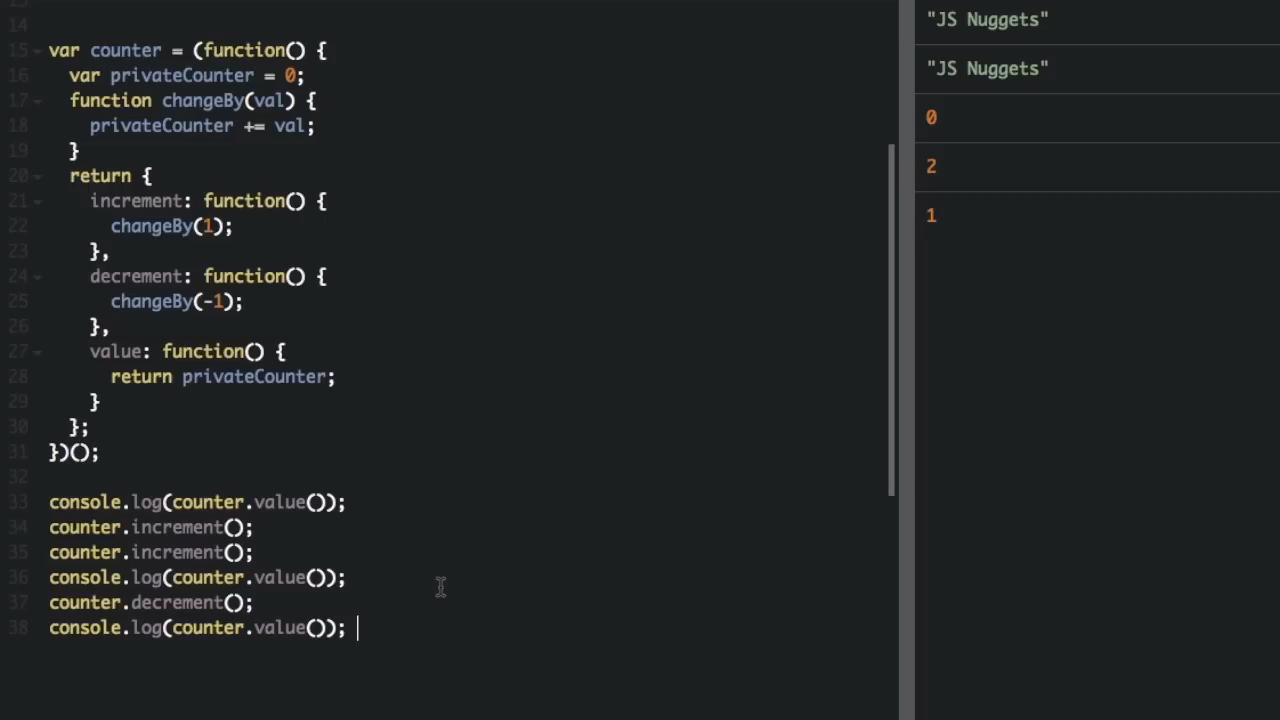 13
14
15 var counter = (function() {
16 var privateCounter = 0;
17 function changeBy(val) {
18 privateCounter += val;
19 }
20 return {
21 increment: function() {
22 changeBy(1);
23 },
24 decrement: function() {
25 changeBy(-1);
26 },
27 value: function() {
28 return privateCounter;
29 }
30 };
31 })();
32
33 console.log(counter.value());
34 counter.increment();
35 counter.increment();
36 console.log(counter.value());
37 counter.decrement();
38 console.log(counter.value());
"JS Nuggets"
"JS Nuggets"
0
2
1